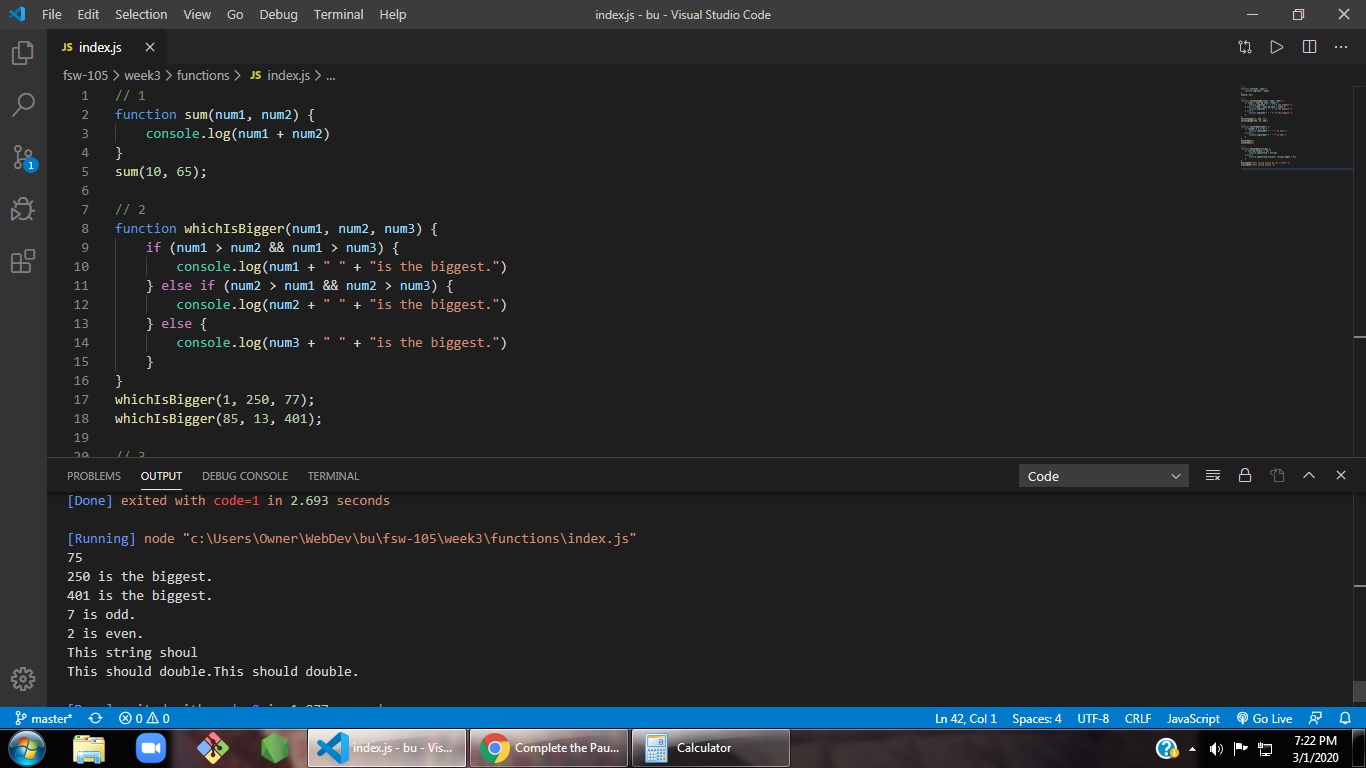 File Edit Selection View Go Debug Terminal Help index.js - bu - Visual Studio Code
JS index.js
fsw-105 > week3 > functions > JS index.js > ...
1 // 1
2 function sum(num1, num2) {
3 console.log(num1 + num2)
4 }
5 sum(10, 65);
6
7 // 2
8 function whichIsBigger(num1, num2, num3) {
9 if (num1 > num2 && num1 > num3) {
10 console.log(num1 + " " + "is the biggest.")
11 } else if (num2 > num1 && num2 > num3) {
12 console.log(num2 + " " + "is the biggest.")
13 } else {
14 console.log(num3 + " " + "is the biggest.")
15 }
16 }
17 whichIsBigger(1, 250, 77);
18 whichIsBigger(85, 13, 401);
19
20 // 3
1
PROBLEMS OUTPUT DEBUG CONSOLE TERMINAL Code
[Done] exited with code=1 in 2.693 seconds
[Running] node "c:\Users\Owner\WebDev\bu\fsw-105\week3\functions\index.js"
75
250 is the biggest.
401 is the biggest.
7 is odd.
2 is even.
This string shoul
This should double.This should double.
master* 0 0 Ln 42, Col 1 Spaces: 4 UTF-8 CRLF JavaScript Go Live
index.js - bu - Vis... Complete the Pau... Calculator 7:22 PM
3/1/2020